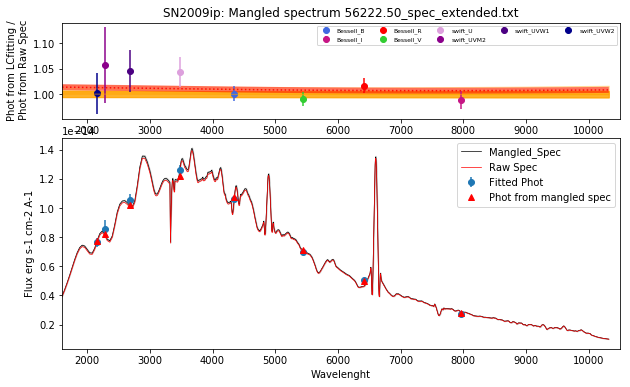 SN2009ip: Mangled spectrum 56222.50_spec_extended.txt
Phot from LCfitting /
Phot from Raw Spec
1.10
1.05
1.00
Bessell_B
Bessell_R
swift_U
swift_UVW1
swift_UVW2
Bessell_I
Bessell_V
swift_UVM2
2000 3000 4000 5000 6000 7000 8000 9000 10000
1e−14
Flux erg s-1 cm-2 A-1
1.4
1.2
1.0
0.8
0.6
0.4
0.2
Mangled_Spec
Raw Spec
Fitted Phot
Phot from mangled spec
2000 3000 4000 5000 6000 7000 8000 9000 10000
Wavelenght